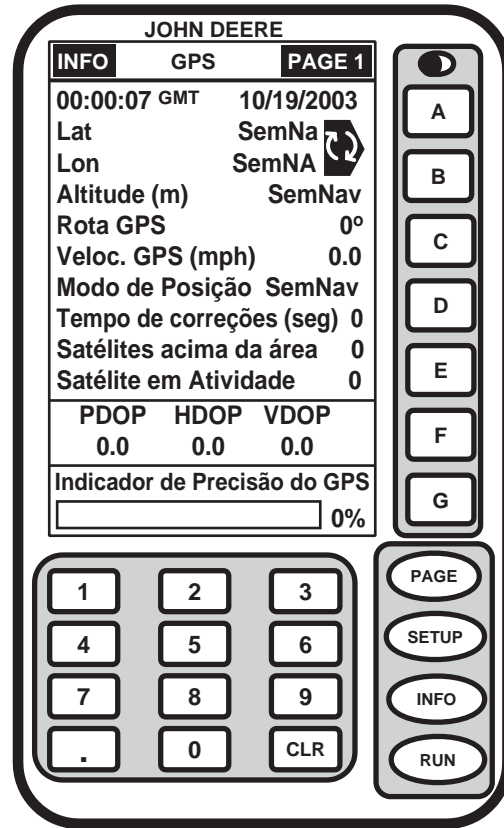 JOHN DEERE
INFO GPS PAGE 1
00:00:07 GMT 10/19/2003
Lat SemNa
Lon SemNA
Altitude (m) SemNav
Rota GPS 0º
Veloc. GPS (mph) 0.0
Modo de Posição SemNav
Tempo de correções (seg) 0
Satélites acima da área 0
Satélite em Atividade 0
PDOP HDOP VDOP
0.0 0.0 0.0
Indicador de Precisão do GPS
0%
A
B
C
D
E
F
G
1 2 3
4 5 6
7 8 9
. 0 CLR
PAGE
SETUP
INFO
RUN